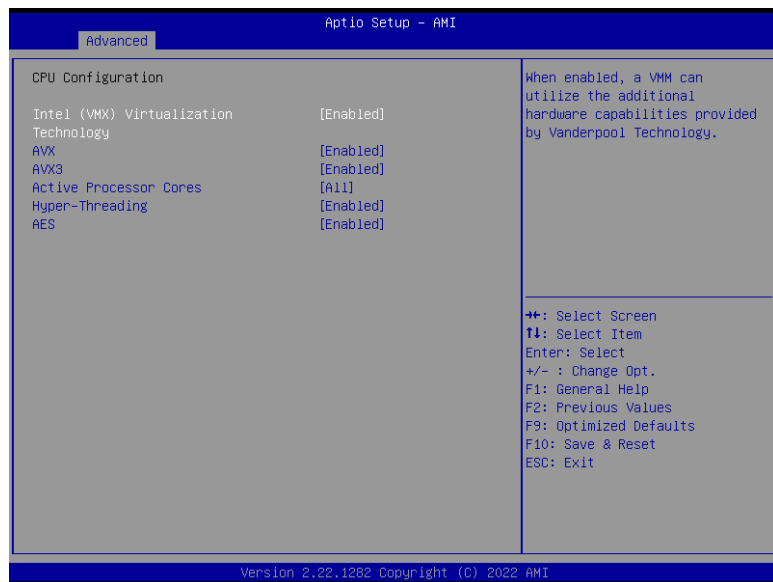 Aptio Setup – AMI
Advanced
CPU Configuration
Intel (VMX) Virtualization Technology [Enabled]
AVX [Enabled]
AVX3 [Enabled]
Active Processor Cores [All]
Hyper-Threading [Enabled]
AES [Enabled]
When enabled, a VMM can
utilize the additional
hardware capabilities provided
by Vanderpool Technology.
→←: Select Screen
↑↓: Select Item
Enter: Select
+/- : Change Opt.
F1: General Help
F2: Previous Values
F9: Optimized Defaults
F10: Save & Reset
ESC: Exit
Version 2.22.1282 Copyright (C) 2022 AMI